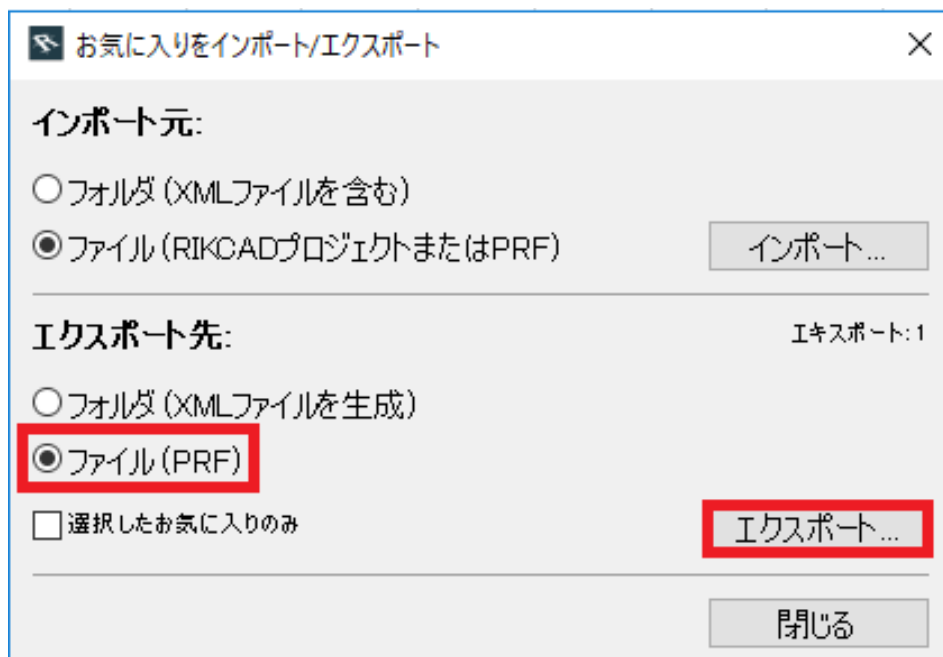 お気に入りをインポート/エクスポート
インポート元:
フォルダ(XMLファイルを含む)
ファイル(RIKCADプロジェクトまたはPRF)
インポート...
エクスポート先:
エキスポート:1
フォルダ(XMLファイルを生成)
ファイル(PRF)
選択したお気に入りのみ
エクスポート...
閉じる